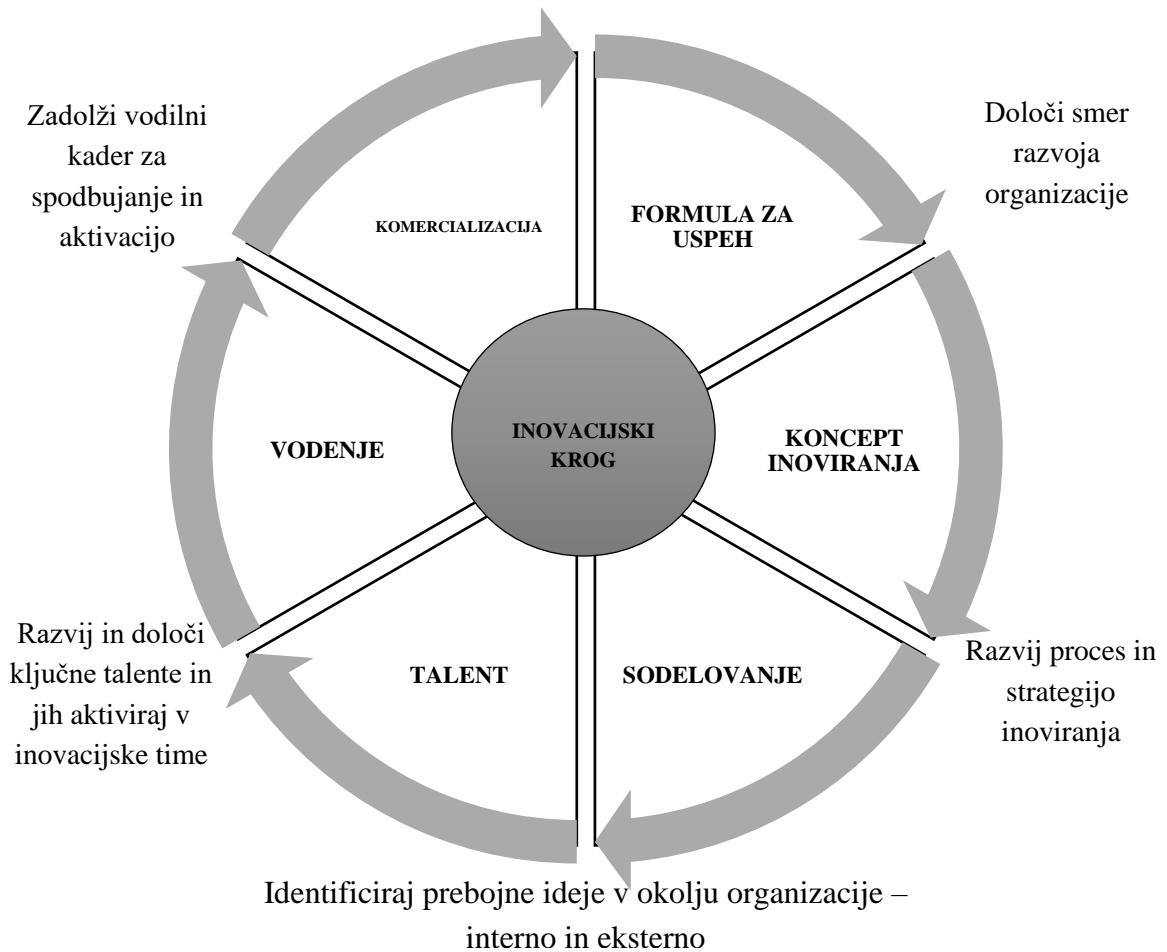 Zadolži vodilni
kader za
spodbujanje in
aktivacijo
Določi smer
razvoja
organizacije
KOMERCIALIZACIJA
FORMULA ZA
USPEH
INOVACIJSKI
KROG
VODENJE
KONCEPT
INOVIRANJA
TALENT
SODELOVANJE
Razvij in določi
ključne talente in
jih aktiviraj v
inovacijske time
Razvij proces in
strategijo
inoviranja
Identificiraj prebojne ideje v okolju organizacije –
interno in eksterno